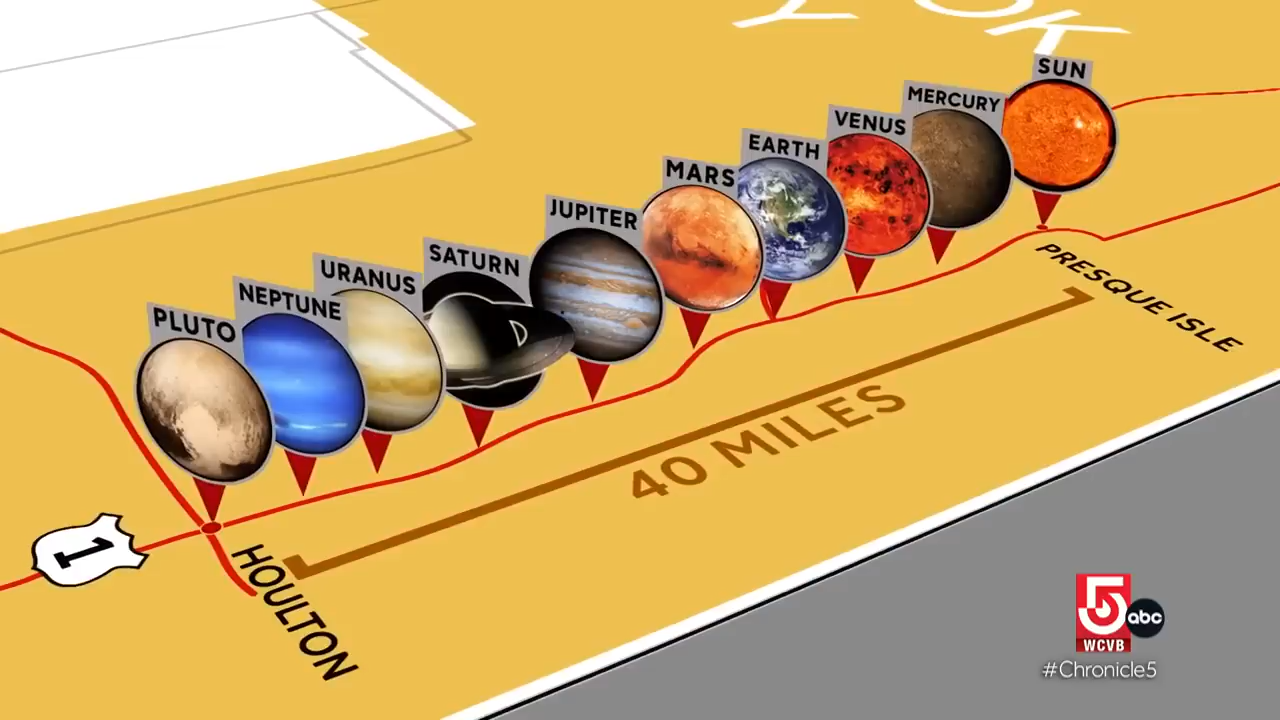 OK
Y
SUN
MERCURY
VENUS
EARTH
MARS
JUPITER
SATURN
URANUS
NEPTUNE
PLUTO
PRESQUE ISLE
40 MILES
1
HOULTON
5
abc
WCVB
#Chronicle5